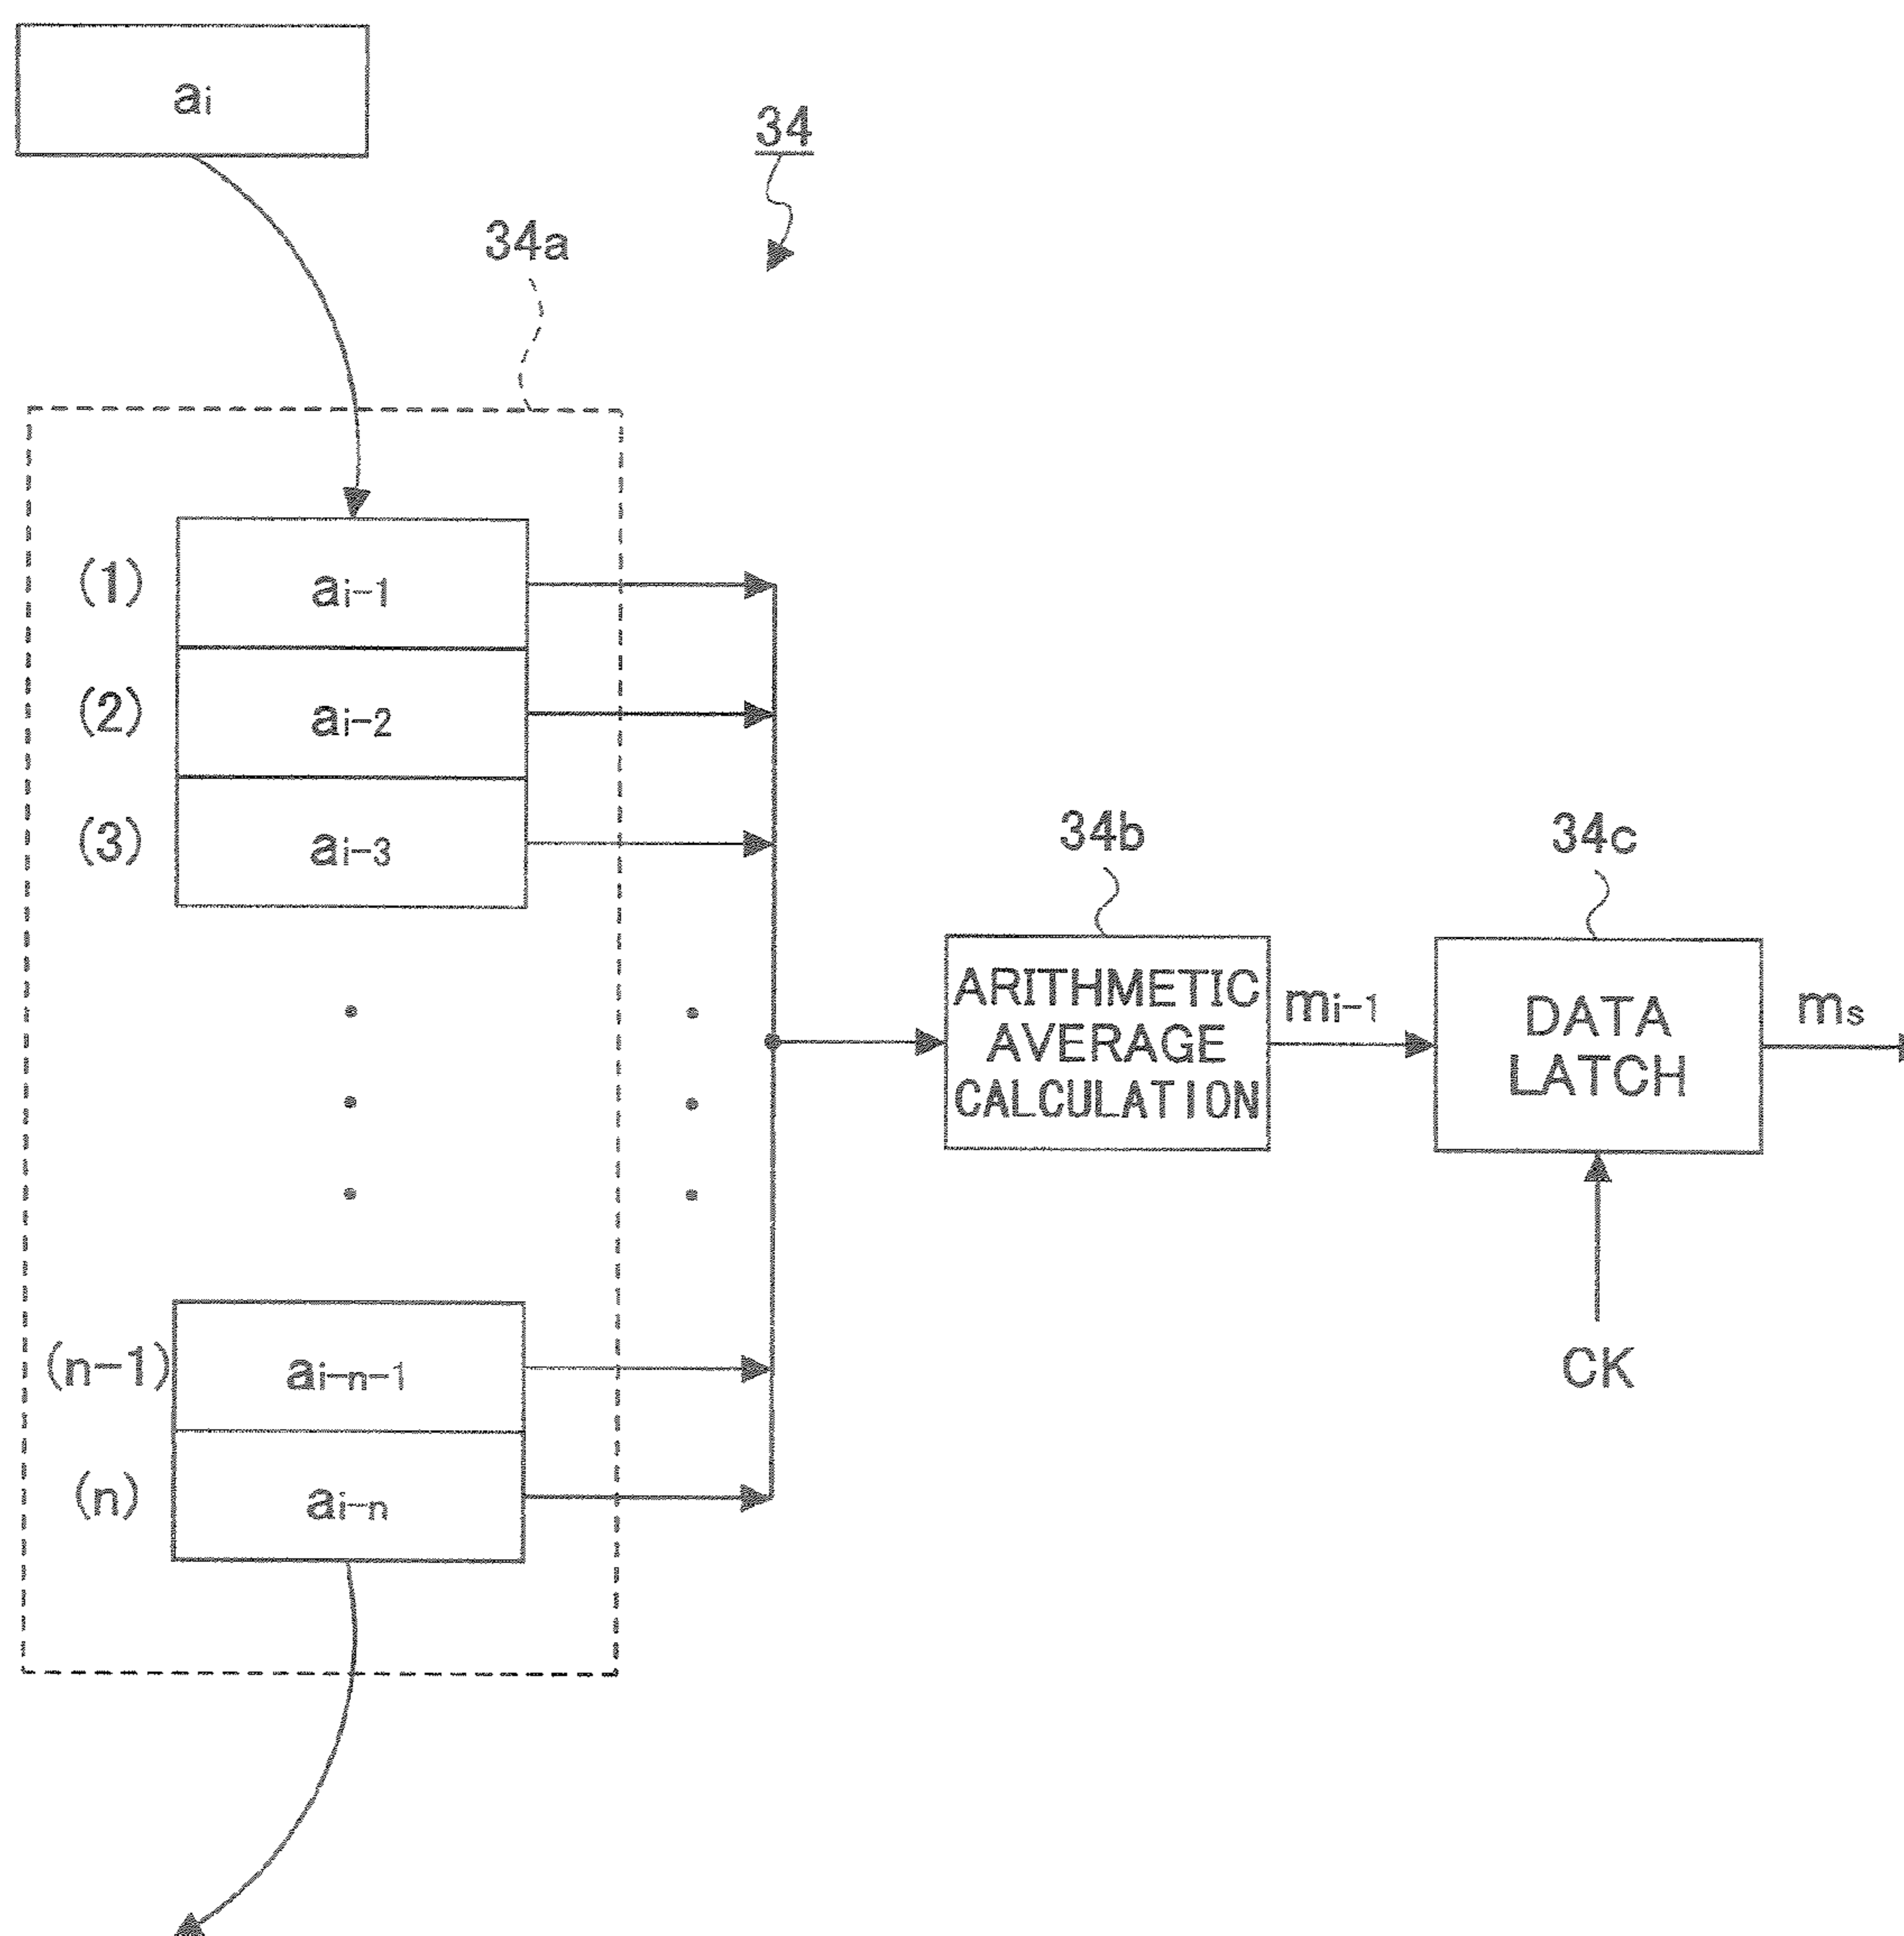 ai
34
34a
(1) ai-1
(2) ai-2
(3) ai-3
34b
34c
ARITHMETIC
AVERAGE
CALCULATION
mi-1
DATA
LATCH
ms
(n-1) ai-n-1
CK
(n) ai-n